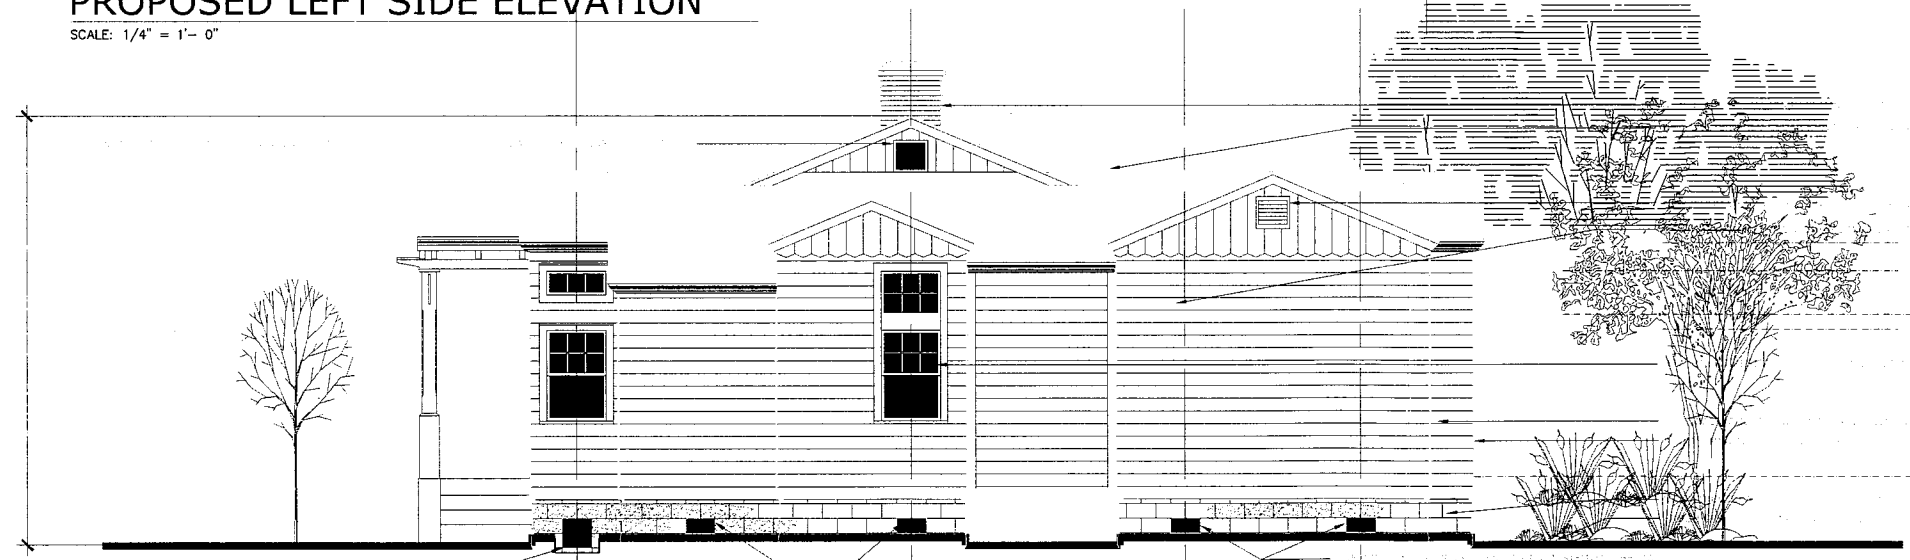 PROPOSED LEFT SIDE ELEVATION
SCALE: 1/4" = 1'- 0"